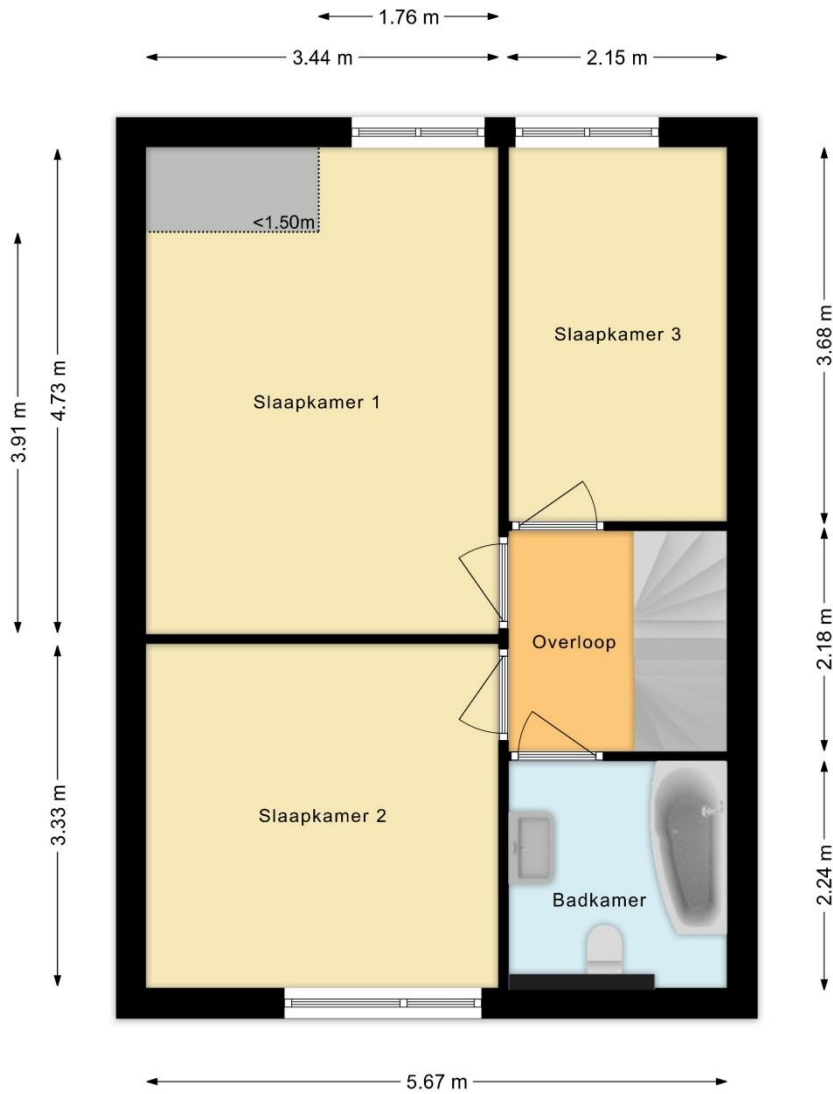 1.76 m
3.44 m
2.15 m
<1.50m
Slaapkamer 3
3.68 m
Slaapkamer 1
4.73 m
3.91 m
Overloop
2.18 m
Slaapkamer 2
3.33 m
Badkamer
2.24 m
5.67 m